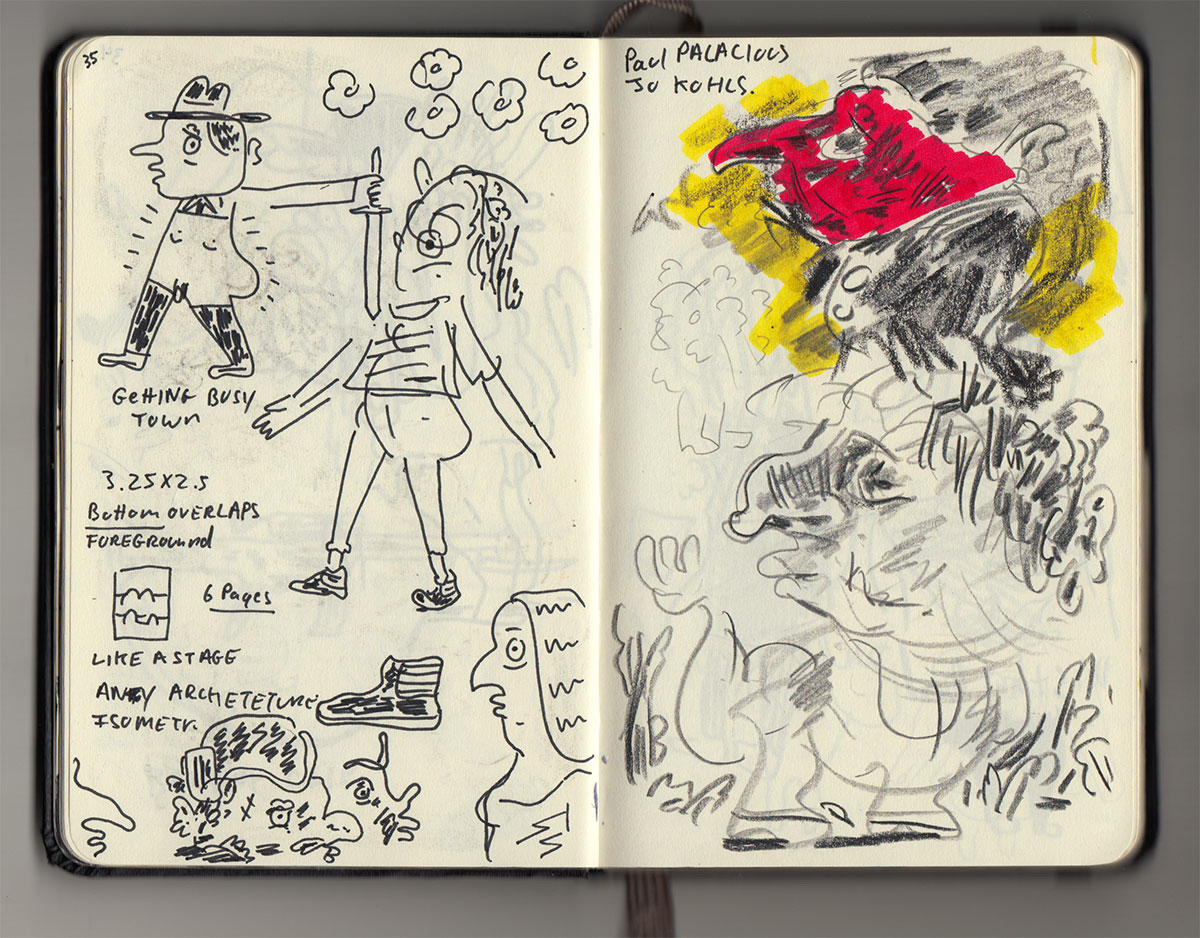 35
GettING BUSY
TOWN
3.25X2.5
Bottom OVERLAPS
FOREGROUND
6 Pages
LIKE A STAGE
ANY ARCHETETURE
ISOMETR.
Paul PALACIOUS
JO KOHLS.